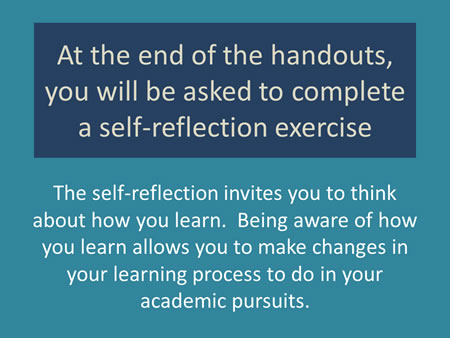 At the end of the handouts,
you will be asked to complete
a self-reflection exercise
The self-reflection invites you to think
about how you learn.  Being aware of how
you learn allows you to make changes in
your learning process to do in your
academic pursuits.